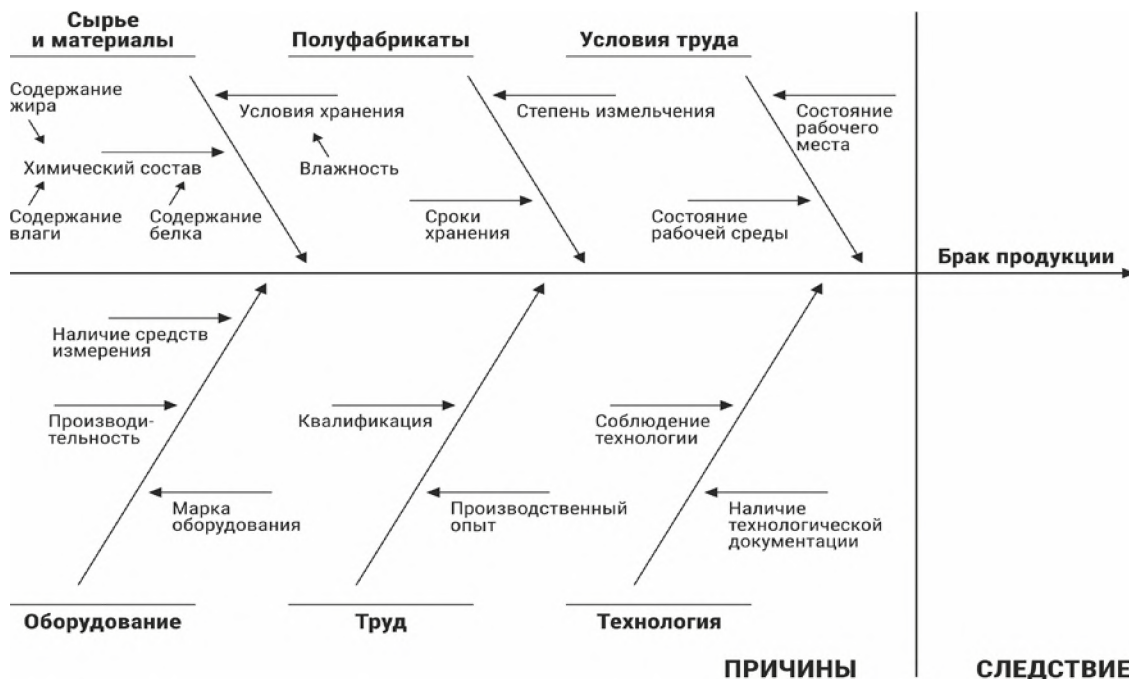 Сырье
и материалы
Полуфабрикаты
Условия труда
Содержание
жира
Условия хранения
Степень измельчения
Состояние
рабочего
места
Химический состав
Влажность
Содержание
влаги
Содержание
белка
Сроки
хранения
Состояние
рабочей среды
Брак продукции
Наличие средств
измерения
Производи-
тельность
Квалификация
Соблюдение
технологии
Марка
оборудования
Производственный
опыт
Наличие
технологической
документации
Оборудование
Труд
Технология
ПРИЧИНЫ
СЛЕДСТВИЕ